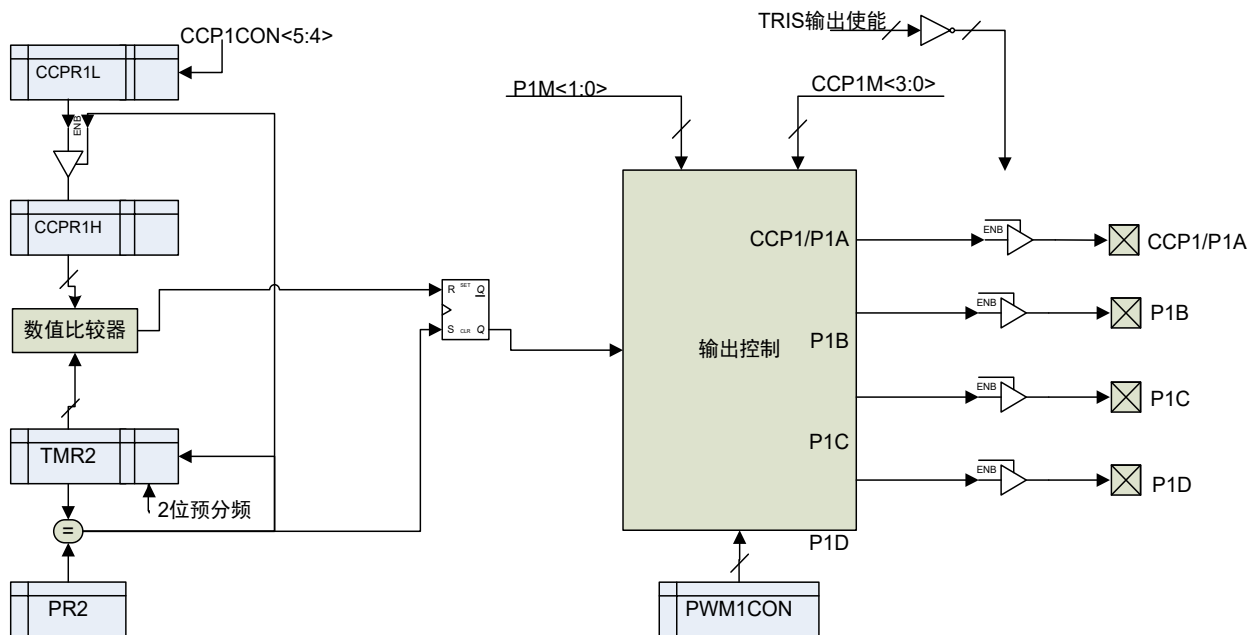 TRIS输出使能
CCP1CON<5:4>
CCPR1L
P1M<1:0>
CCP1M<3:0>
ENB
CCPR1H
CCP1/P1A
ENB
CCP1/P1A
R SET Q
S CLR Q
数值比较器
输出控制
P1B
ENB
P1B
P1C
ENB
P1C
TMR2
2位预分频
ENB
P1D
=
P1D
PR2
PWM1CON